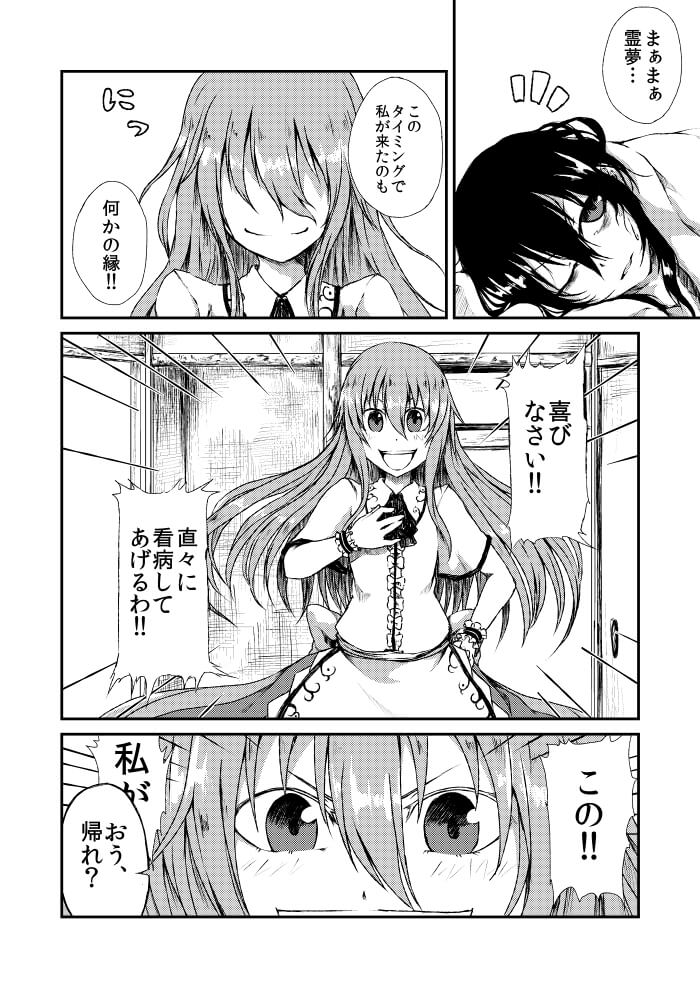 まぁまぁ
霊夢…
この
タイミングで
私が来たのも
にっ
何かの縁!!
喜び
なさい!!
直々に
看病して
あげるわ!!
この!!
私が
おう、
帰れ?